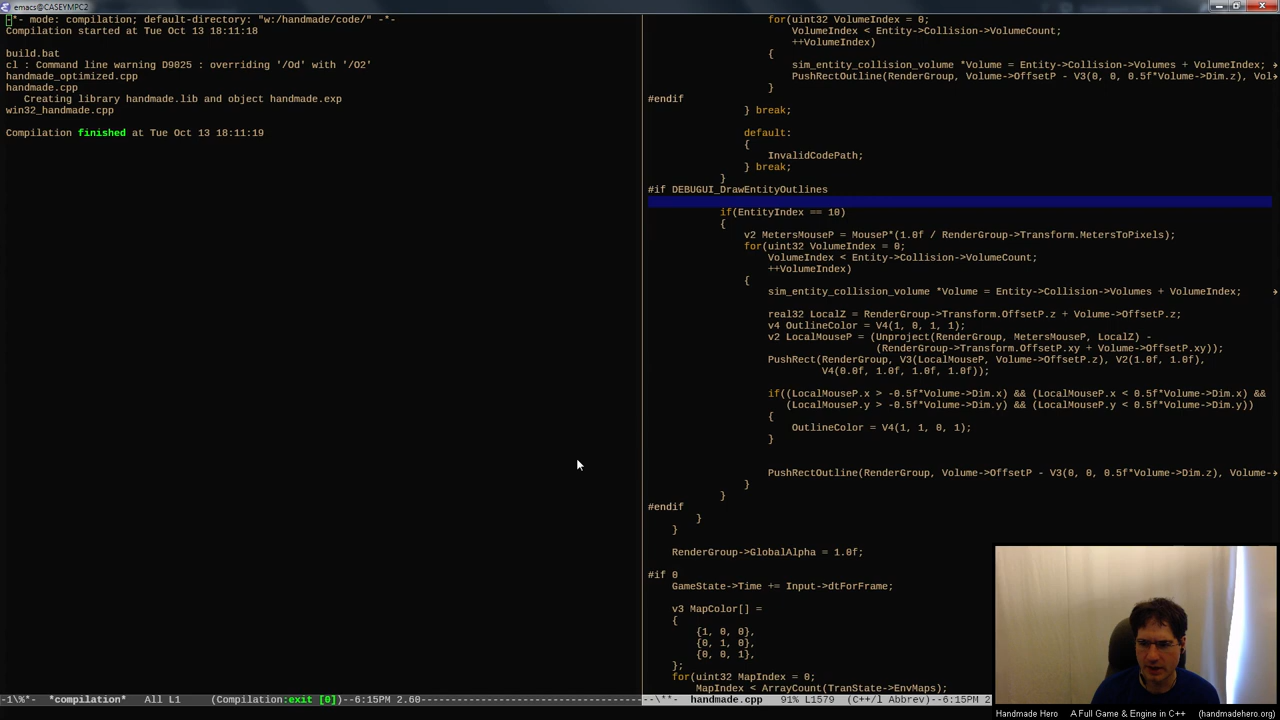 emacs@CASEYMPC2
-*- mode: compilation; default-directory: "w:/handmade/code/" -*-
Compilation started at Tue Oct 13 18:11:18
build.bat
cl : Command line warning D9025 : overriding '/Od' with '/O2'
handmade_optimized.cpp
handmade.cpp
   Creating library handmade.lib and object handmade.exp
win32_handmade.cpp
Compilation finished at Tue Oct 13 18:11:19
-1\%*-  *compilation*   All L1     (Compilation:exit [0])--6:15PM 2.60
for(uint32 VolumeIndex = 0;
    VolumeIndex < Entity->Collision->VolumeCount;
    ++VolumeIndex)
{
    sim_entity_collision_volume *Volume = Entity->Collision->Volumes + VolumeIndex;
    PushRectOutline(RenderGroup, Volume->OffsetP - V3(0, 0, 0.5f*Volume->Dim.z), Vol
}
#endif
} break;
default:
{
    InvalidCodePath;
} break;
}
#if DEBUGUI_DrawEntityOutlines
if(EntityIndex == 10)
{
    v2 MetersMouseP = MouseP*(1.0f / RenderGroup->Transform.MetersToPixels);
    for(uint32 VolumeIndex = 0;
        VolumeIndex < Entity->Collision->VolumeCount;
        ++VolumeIndex)
    {
        sim_entity_collision_volume *Volume = Entity->Collision->Volumes + VolumeIndex;
        real32 LocalZ = RenderGroup->Transform.OffsetP.z + Volume->OffsetP.z;
        v4 OutlineColor = V4(1, 0, 1, 1);
        v2 LocalMouseP = (Unproject(RenderGroup, MetersMouseP, LocalZ) -
                          (RenderGroup->Transform.OffsetP.xy + Volume->OffsetP.xy));
        PushRect(RenderGroup, V3(LocalMouseP, Volume->OffsetP.z), V2(1.0f, 1.0f),
                 V4(0.0f, 1.0f, 1.0f, 1.0f));
        if((LocalMouseP.x > -0.5f*Volume->Dim.x) && (LocalMouseP.x < 0.5f*Volume->Dim.x) &&
           (LocalMouseP.y > -0.5f*Volume->Dim.y) && (LocalMouseP.y < 0.5f*Volume->Dim.y))
        {
            OutlineColor = V4(1, 1, 0, 1);
        }
        PushRectOutline(RenderGroup, Volume->OffsetP - V3(0, 0, 0.5f*Volume->Dim.z), Volume-
    }
}
#endif
}
}
RenderGroup->GlobalAlpha = 1.0f;
#if 0
GameState->Time += Input->dtForFrame;
v3 MapColor[] =
{
    {1, 0, 0},
    {0, 1, 0},
    {0, 0, 1},
};
for(uint32 MapIndex = 0;
    MapIndex < ArrayCount(TranState->EnvMaps);
--\**-  handmade.cpp   91% L1579  (C++/l Abbrev)--6:15PM 2
Handmade Hero   A Full Game & Engine in C++   (handmadehero.org)